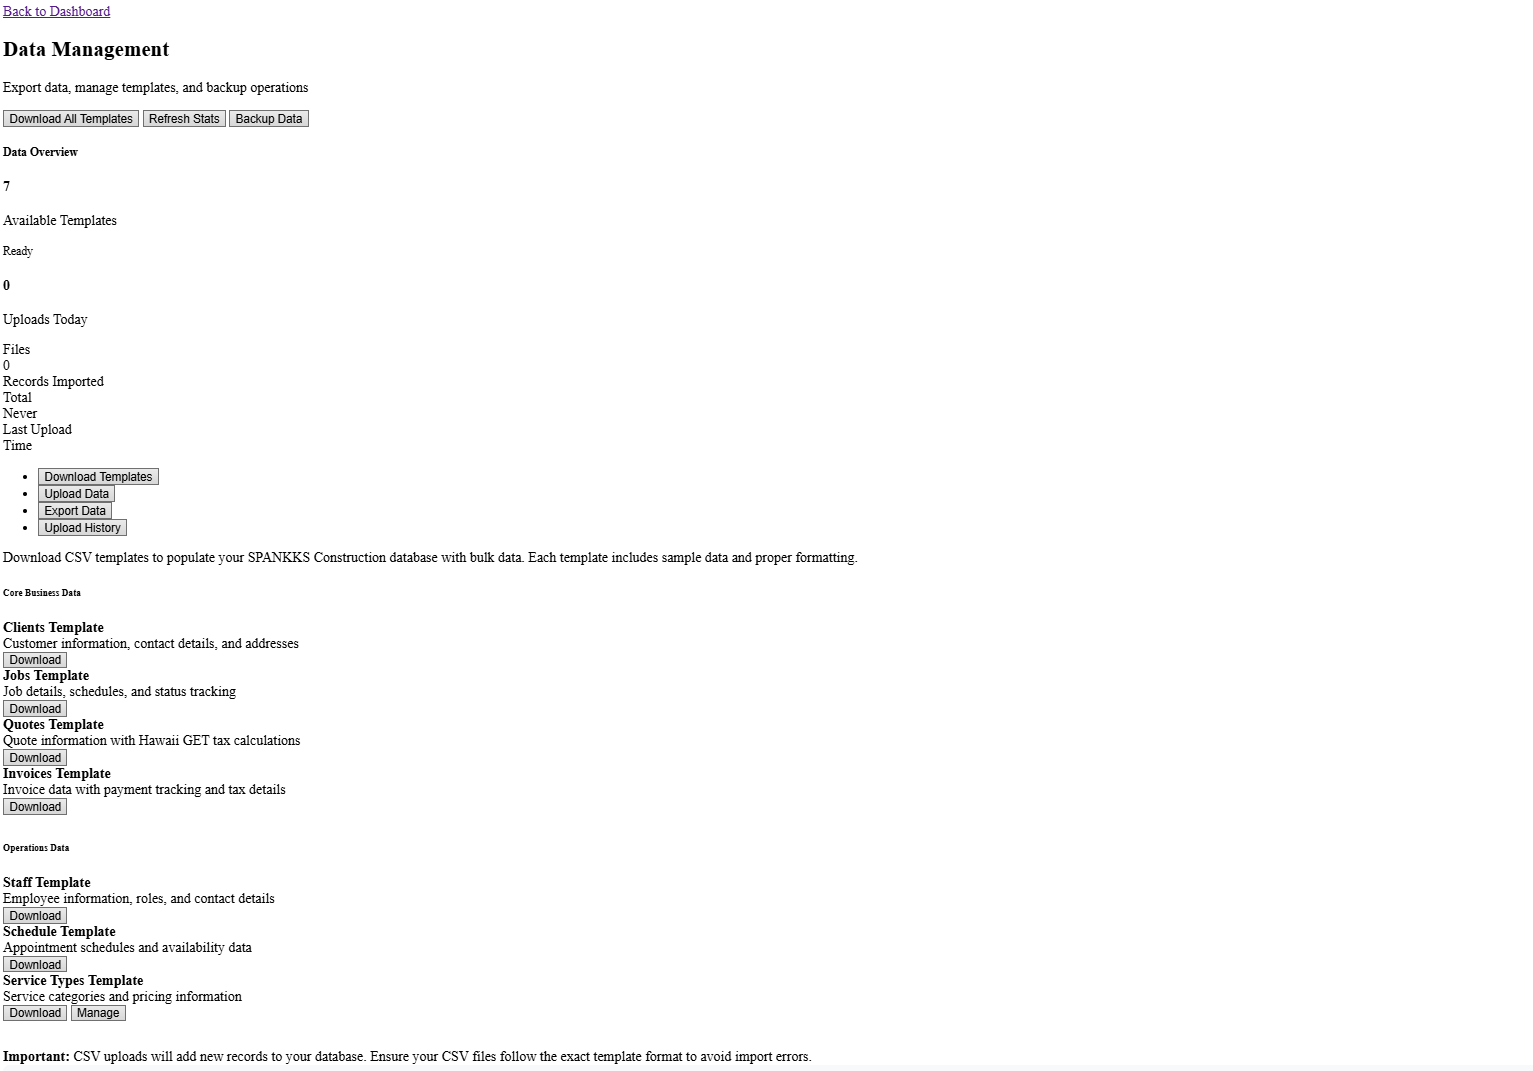 Back to Dashboard
Data Management
Export data, manage templates, and backup operations
Download All Templates Refresh Stats Backup Data
Data Overview
7
Available Templates
Ready
0
Uploads Today
Files
0
Records Imported
Total
Never
Last Upload
Time
Download Templates
Upload Data
Export Data
Upload History
Download CSV templates to populate your SPANKKS Construction database with bulk data. Each template includes sample data and proper formatting.
Core Business Data
Clients Template
Customer information, contact details, and addresses
Download
Jobs Template
Job details, schedules, and status tracking
Download
Quotes Template
Quote information with Hawaii GET tax calculations
Download
Invoices Template
Invoice data with payment tracking and tax details
Download
Operations Data
Staff Template
Employee information, roles, and contact details
Download
Schedule Template
Appointment schedules and availability data
Download
Service Types Template
Service categories and pricing information
Download Manage
Important: CSV uploads will add new records to your database. Ensure your CSV files follow the exact template format to avoid import errors.